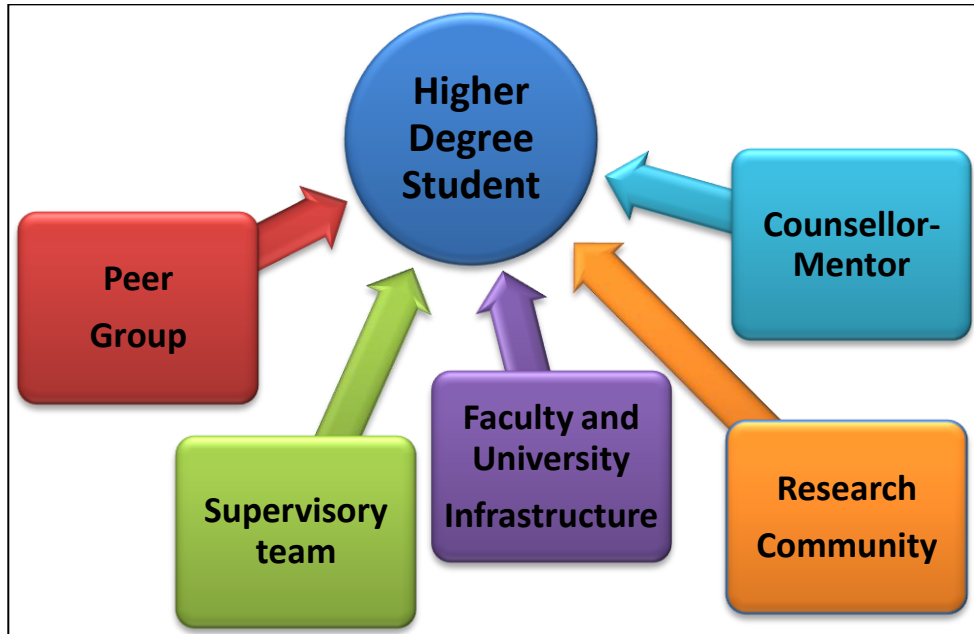 Higher
Degree
Student
Peer
Group
Counsellor-
Mentor
Supervisory
team
Faculty and
University
Infrastructure
Research
Community